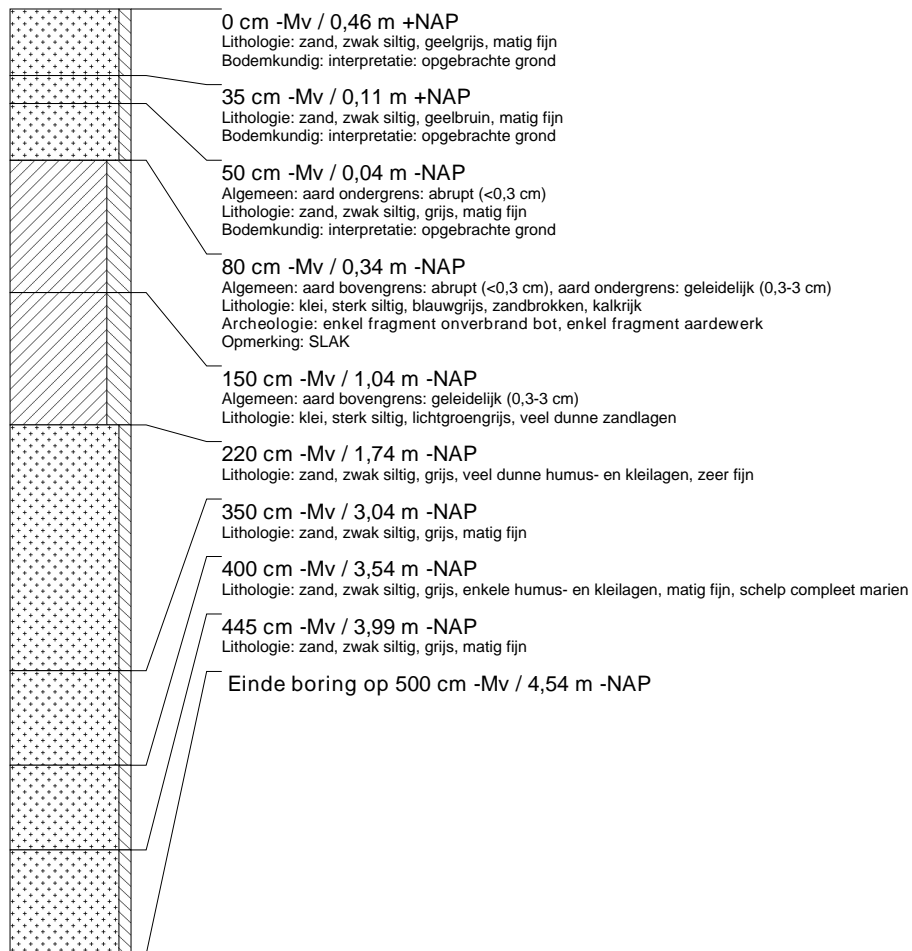 0 cm -Mv / 0,46 m +NAP
Lithologie: zand, zwak siltig, geelgrijs, matig fijn
Bodemkundig: interpretatie: opgebrachte grond
35 cm -Mv / 0,11 m +NAP
Lithologie: zand, zwak siltig, geelbruin, matig fijn
Bodemkundig: interpretatie: opgebrachte grond
50 cm -Mv / 0,04 m -NAP
Algemeen: aard ondergrens: abrupt (<0,3 cm)
Lithologie: zand, zwak siltig, grijs, matig fijn
Bodemkundig: interpretatie: opgebrachte grond
80 cm -Mv / 0,34 m -NAP
Algemeen: aard bovengrens: abrupt (<0,3 cm), aard ondergrens: geleidelijk (0,3-3 cm)
Lithologie: klei, sterk siltig, blauwgrijs, zandbrokken, kalkrijk
Archeologie: enkel fragment onverbrand bot, enkel fragment aardewerk
Opmerking: SLAK
150 cm -Mv / 1,04 m -NAP
Algemeen: aard bovengrens: geleidelijk (0,3-3 cm)
Lithologie: klei, sterk siltig, lichtgroengrijs, veel dunne zandlagen
220 cm -Mv / 1,74 m -NAP
Lithologie: zand, zwak siltig, grijs, veel dunne humus- en kleilagen, zeer fijn
350 cm -Mv / 3,04 m -NAP
Lithologie: zand, zwak siltig, grijs, matig fijn
400 cm -Mv / 3,54 m -NAP
Lithologie: zand, zwak siltig, grijs, enkele humus- en kleilagen, matig fijn, schelp compleet marien
445 cm -Mv / 3,99 m -NAP
Lithologie: zand, zwak siltig, grijs, matig fijn
Einde boring op 500 cm -Mv / 4,54 m -NAP